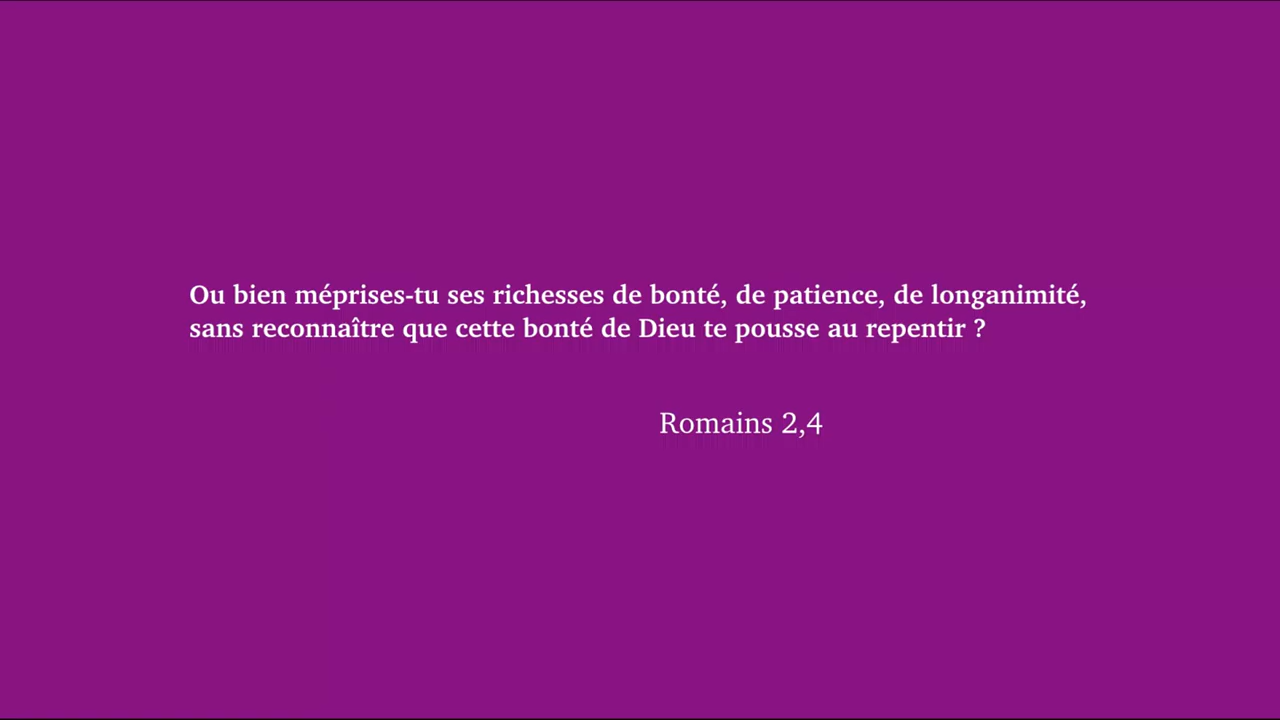 Ou bien méprises-tu ses richesses de bonté, de patience, de longanimité,
sans reconnaître que cette bonté de Dieu te pousse au repentir ?
Romains 2,4